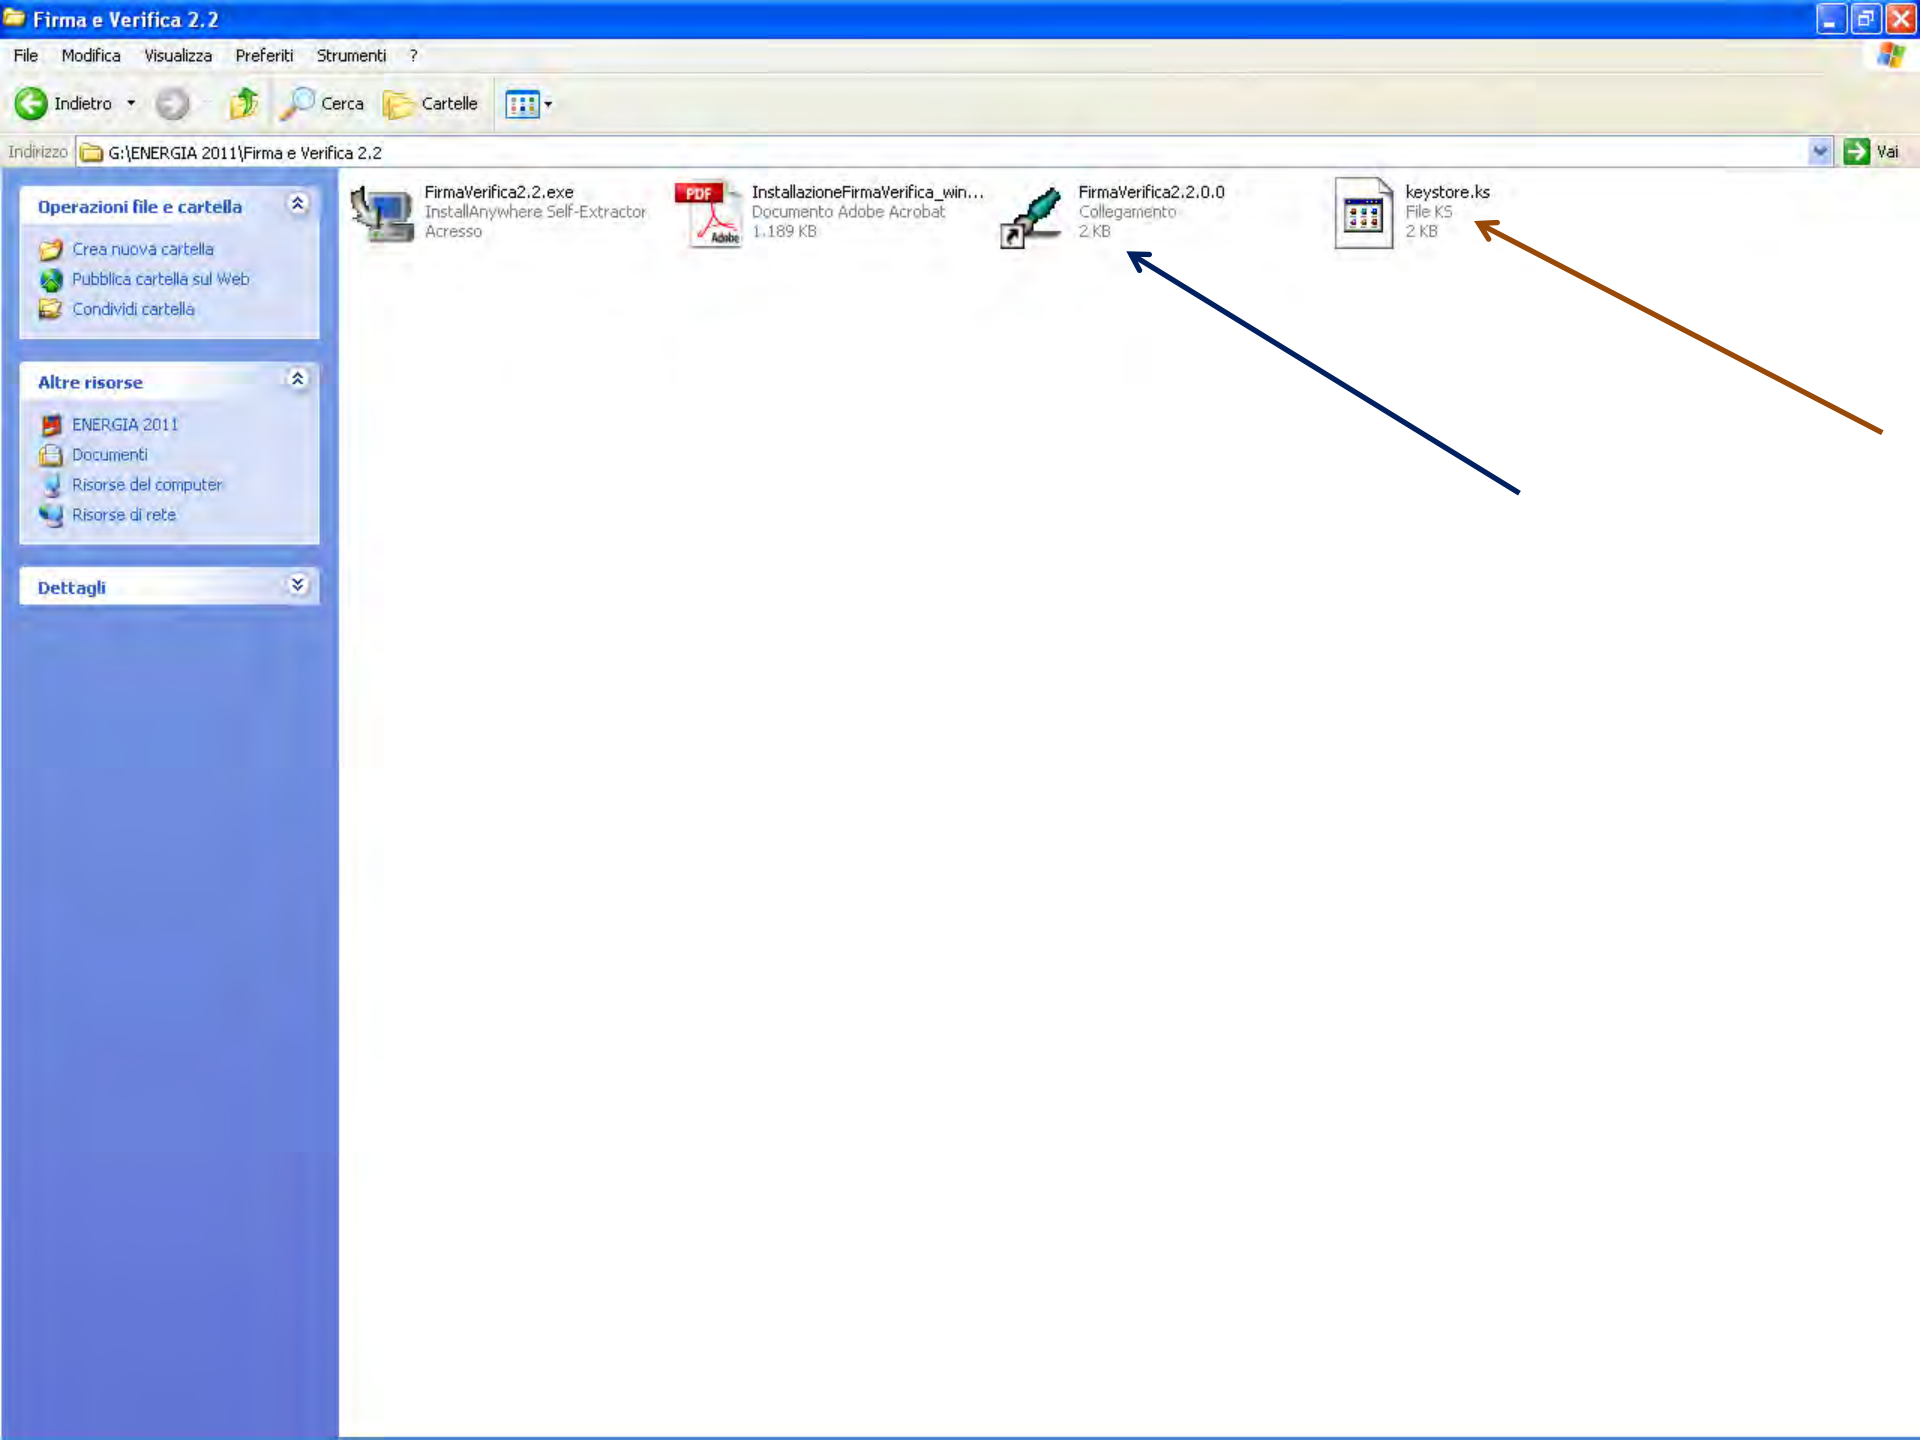 Firma e Verifica 2.2
File Modifica Visualizza Preferiti Strumenti ?
Indietro Cerca Cartelle
Indirizzo G:\ENERGIA 2011\Firma e Verifica 2.2 Vai
Operazioni file e cartella
Crea nuova cartella
Pubblica cartella sul Web
Condividi cartella
Altre risorse
ENERGIA 2011
Documenti
Risorse del computer
Risorse di rete
Dettagli
FirmaVerifica2.2.exe
InstallAnywhere Self-Extractor
Acresso
PDF
Adobe
InstallazioneFirmaVerifica_win...
Documento Adobe Acrobat
1.189 KB
FirmaVerifica2.2.0.0
Collegamento
2 KB
keystore.ks
File KS
2 KB